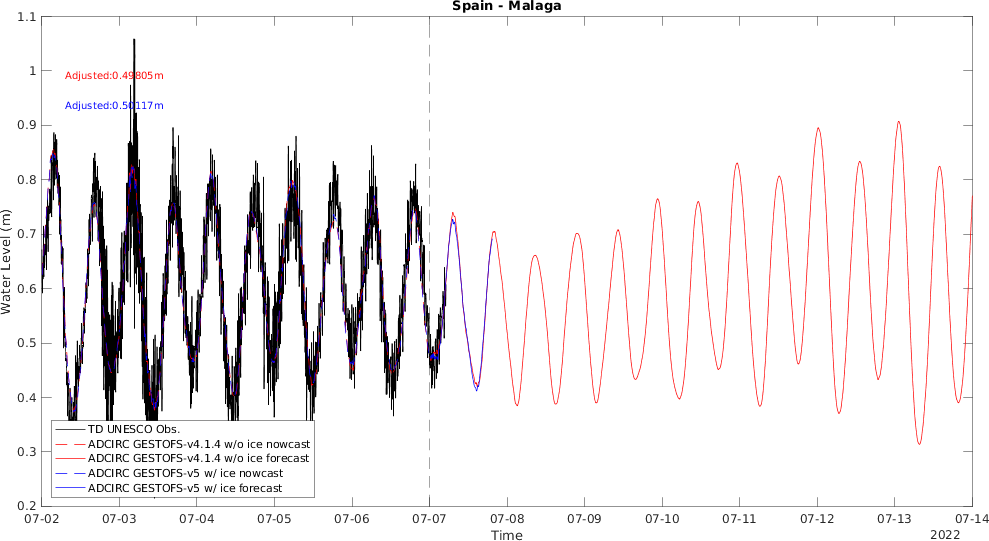 Spain - Malaga
1.1
1
0.9
0.8
0.7
0.6
0.5
0.4
0.3
0.2
Water Level (m)
Adjusted:0.49805m
Adjusted:0.50117m
TD UNESCO Obs.
ADCIRC GESTOFS-v4.1.4 w/o ice nowcast
ADCIRC GESTOFS-v4.1.4 w/o ice forecast
ADCIRC GESTOFS-v5 w/ ice nowcast
ADCIRC GESTOFS-v5 w/ ice forecast
07-02 07-03 07-04 07-05 07-06 07-07 07-08 07-09 07-10 07-11 07-12 07-13 07-14
Time
2022